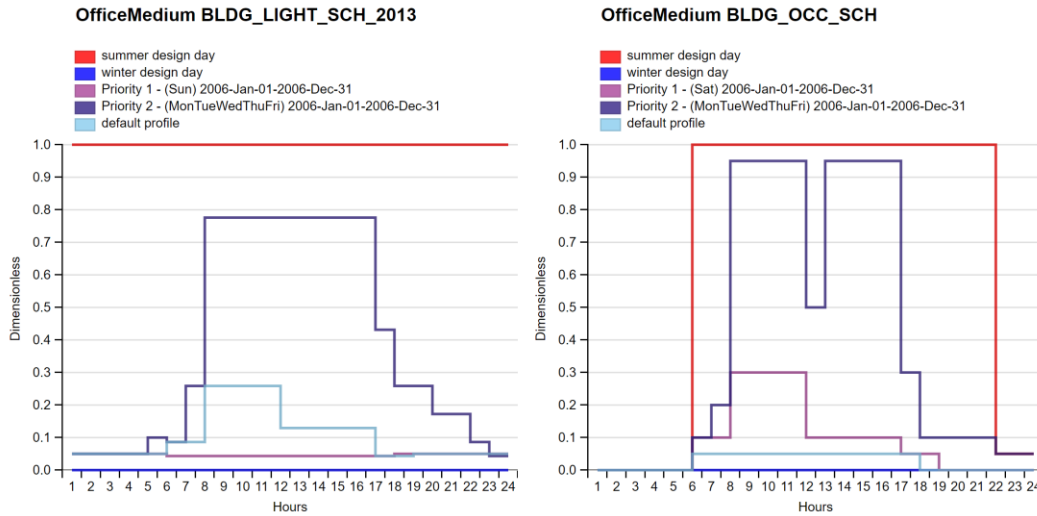 OfficeMedium BLDG_LIGHT_SCH_2013
summer design day
winter design day
Priority 1 - (Sun) 2006-Jan-01-2006-Dec-31
Priority 2 - (MonTueWedThuFri) 2006-Jan-01-2006-Dec-31
default profile
1.0
0.9
0.8
0.7
0.6
0.5
0.4
0.3
0.2
0.1
0.0
Dimensionless
1 2 3 4 5 6 7 8 9 10 11 12 13 14 15 16 17 18 19 20 21 22 23 24
Hours
OfficeMedium BLDG_OCC_SCH
summer design day
winter design day
Priority 1 - (Sat) 2006-Jan-01-2006-Dec-31
Priority 2 - (MonTueWedThuFri) 2006-Jan-01-2006-Dec-31
default profile
1.0
0.9
0.8
0.7
0.6
0.5
0.4
0.3
0.2
0.1
0.0
Dimensionless
1 2 3 4 5 6 7 8 9 10 11 12 13 14 15 16 17 18 19 20 21 22 23 24
Hours